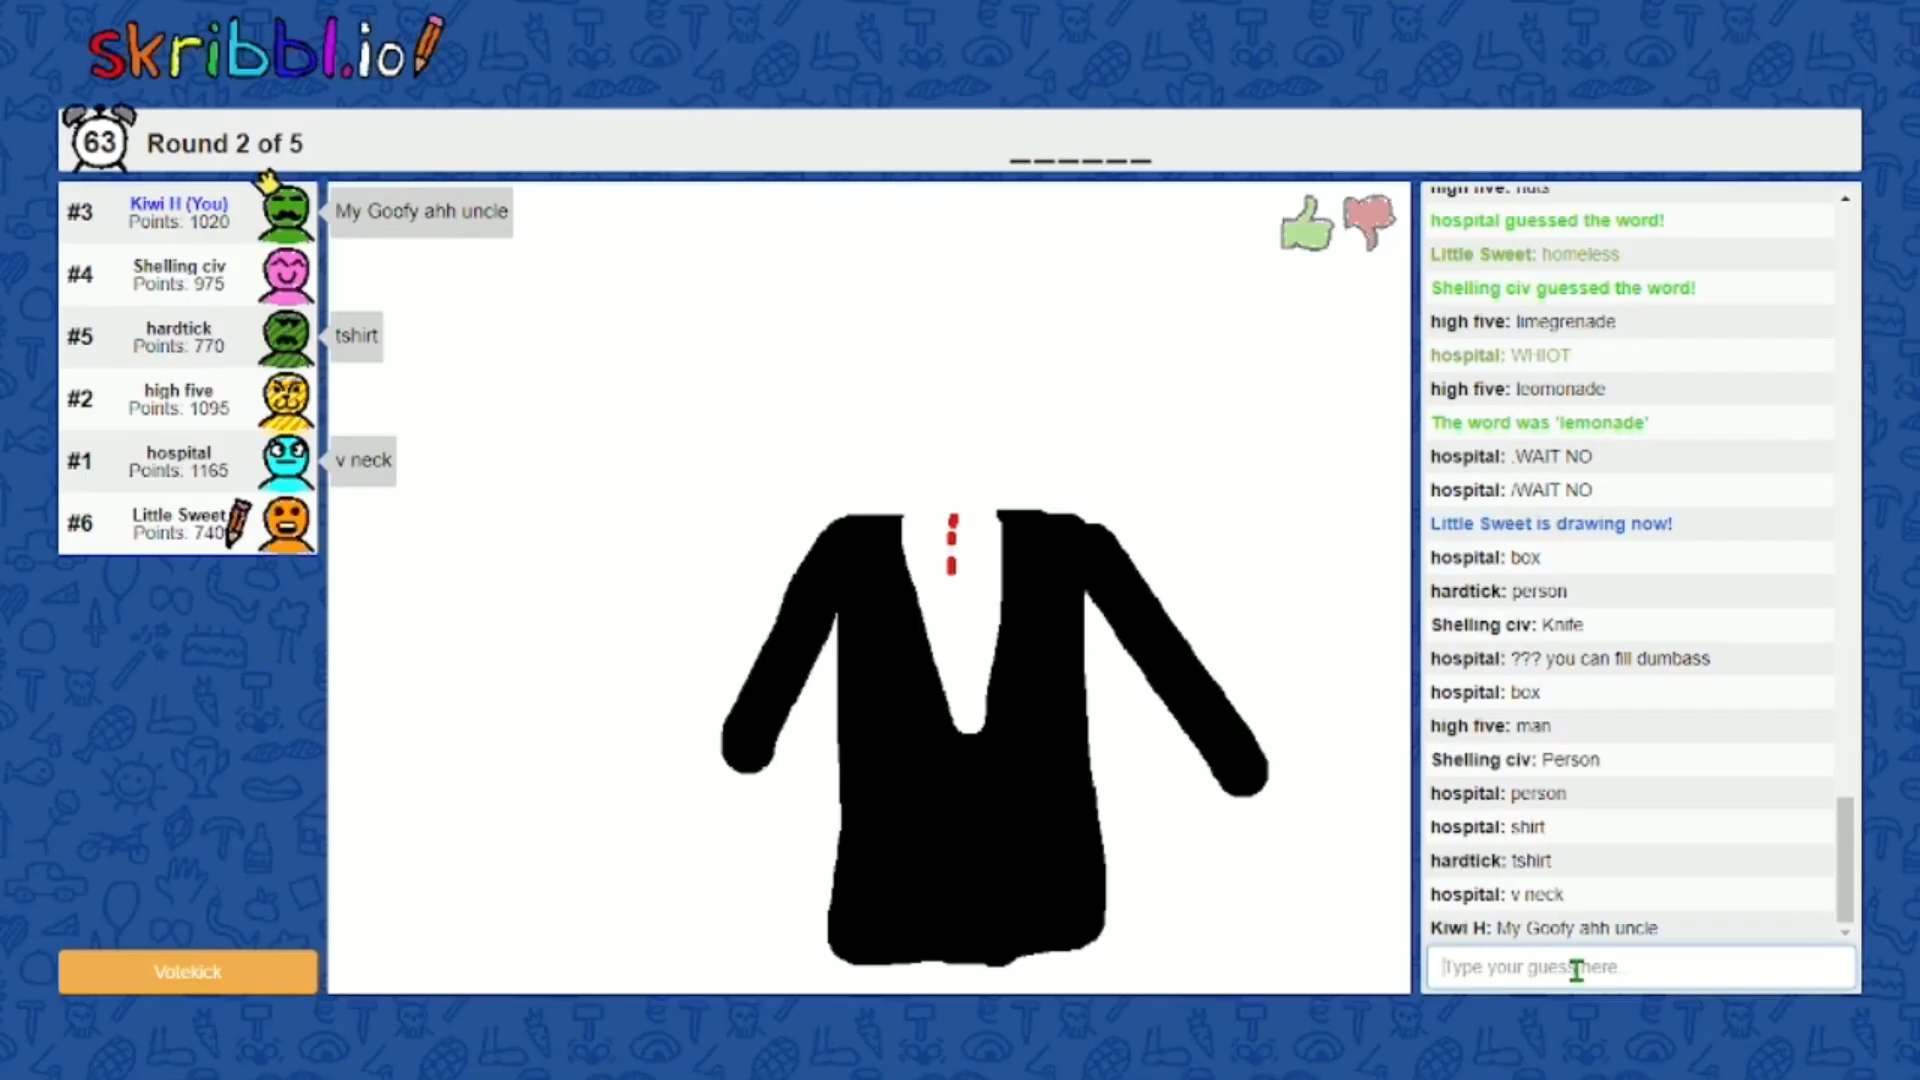 skribbl.io
63
Round 2 of 5
______
#3
Kiwi H (You)
Points: 1020
My Goofy ahh uncle
#4
Shelling civ
Points: 975
#5
hardtick
Points: 770
tshirt
#2
high five
Points: 1095
#1
hospital
Points: 1165
v neck
#6
Little Sweet
Points: 740
Votekick
high five: nuts
hospital guessed the word!
Little Sweet: homeless
Shelling civ guessed the word!
high five: limegrenade
hospital: WHIOT
high five: leomonade
The word was 'lemonade'
hospital: .WAIT NO
hospital: /WAIT NO
Little Sweet is drawing now!
hospital: box
hardtick: person
Shelling civ: Knife
hospital: ??? you can fill dumbass
hospital: box
high five: man
Shelling civ: Person
hospital: person
hospital: shirt
hardtick: tshirt
hospital: v neck
Kiwi H: My Goofy ahh uncle
Type your guess here...